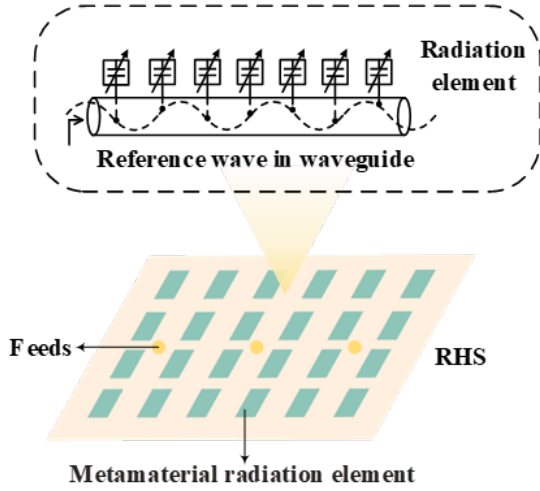 Radiation
element
Reference wave in waveguide
Feeds
RHS
Metamaterial radiation element